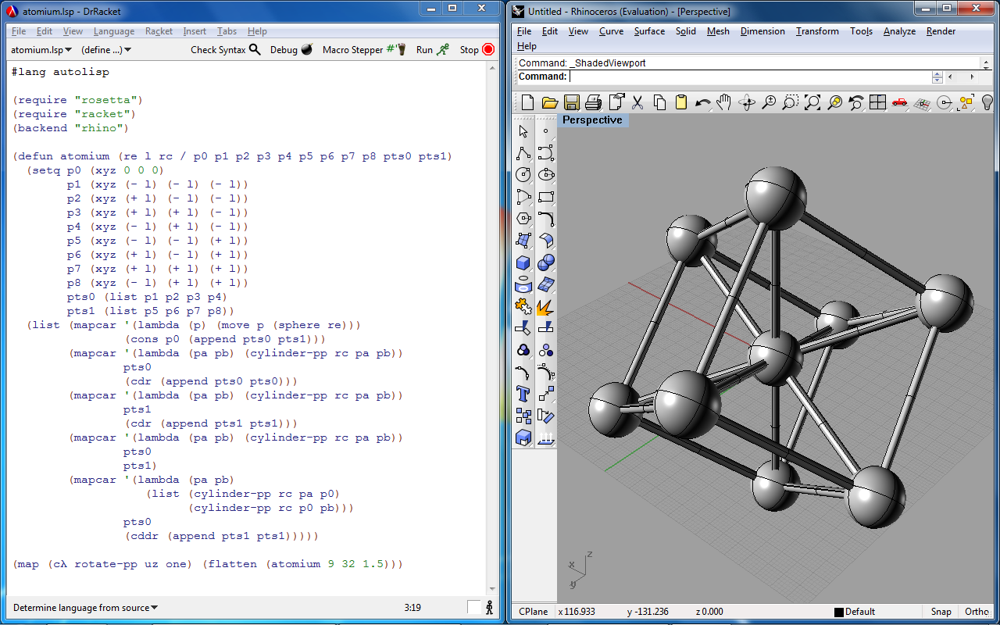 atomium.lsp - DrRacket
File Edit View Language Racket Insert Tabs Help
atomium.lsp (define ...) Check Syntax Debug Macro Stepper #' Run Stop
#lang autolisp
(require "rosetta")
(require "racket")
(backend "rhino")
(defun atomium (re l rc / p0 p1 p2 p3 p4 p5 p6 p7 p8 pts0 pts1)
  (setq p0 (xyz 0 0 0)
        p1 (xyz (- l) (- l) (- l))
        p2 (xyz (+ l) (- l) (- l))
        p3 (xyz (+ l) (+ l) (- l))
        p4 (xyz (- l) (+ l) (- l))
        p5 (xyz (- l) (- l) (+ l))
        p6 (xyz (+ l) (- l) (+ l))
        p7 (xyz (+ l) (+ l) (+ l))
        p8 (xyz (- l) (+ l) (+ l))
        pts0 (list p1 p2 p3 p4)
        pts1 (list p5 p6 p7 p8))
  (list (mapcar '(lambda (p) (move p (sphere re)))
                (cons p0 (append pts0 pts1)))
        (mapcar '(lambda (pa pb) (cylinder-pp rc pa pb))
                pts0
                (cdr (append pts0 pts0)))
        (mapcar '(lambda (pa pb) (cylinder-pp rc pa pb))
                pts1
                (cdr (append pts1 pts1)))
        (mapcar '(lambda (pa pb) (cylinder-pp rc pa pb))
                pts0
                pts1)
        (mapcar '(lambda (pa pb)
                   (list (cylinder-pp rc pa p0)
                         (cylinder-pp rc p0 pb)))
                pts0
                (cddr (append pts1 pts1)))))
(map (cλ rotate-pp uz one) (flatten (atomium 9 32 1.5)))
Determine language from source 3:19
Untitled - Rhinoceros (Evaluation) - [Perspective]
File Edit View Curve Surface Solid Mesh Dimension Transform Tools Analyze Render
Help
Command: _ShadedViewport
Command:
Perspective
z
x
y
CPlane x 116.933 y -131.236 z 0.000 Default Snap Ortho